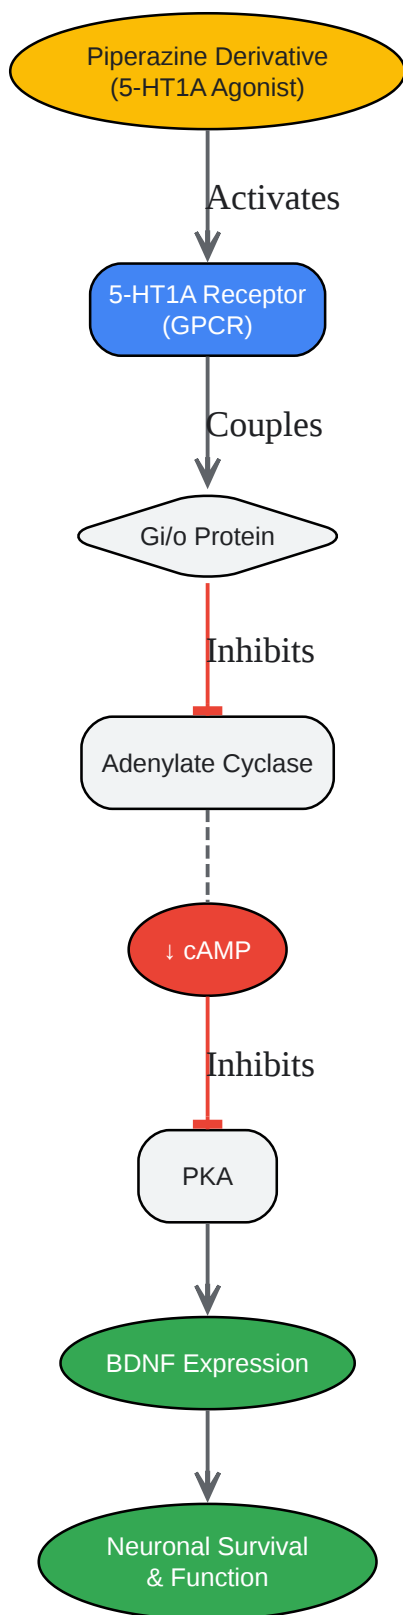 Piperazine Derivative
(5-HT1A Agonist)
Activates
5-HT1A Receptor
(GPCR)
Couples
Gi/o Protein
Inhibits
Adenylate Cyclase
↓ cAMP
Inhibits
PKA
BDNF Expression
Neuronal Survival
& Function